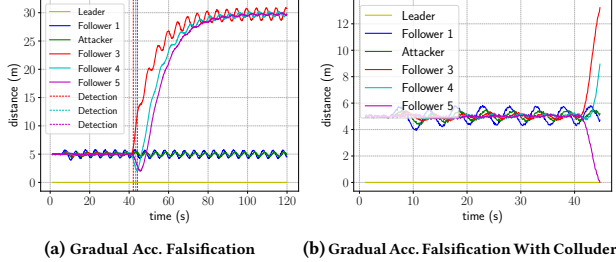 Leader
Follower 1
Attacker
Follower 3
Follower 4
Follower 5
Detection
Detection
Detection
distance (m)
35
30
25
20
15
10
5
0
0 20 40 60 80 100 120
time (s)
(a) Gradual Acc. Falsification
Leader
Follower 1
Attacker
Follower 3
Follower 4
Follower 5
distance (m)
12
10
8
6
4
2
0
0 10 20 30 40
time (s)
(b) Gradual Acc. Falsification With Colluder